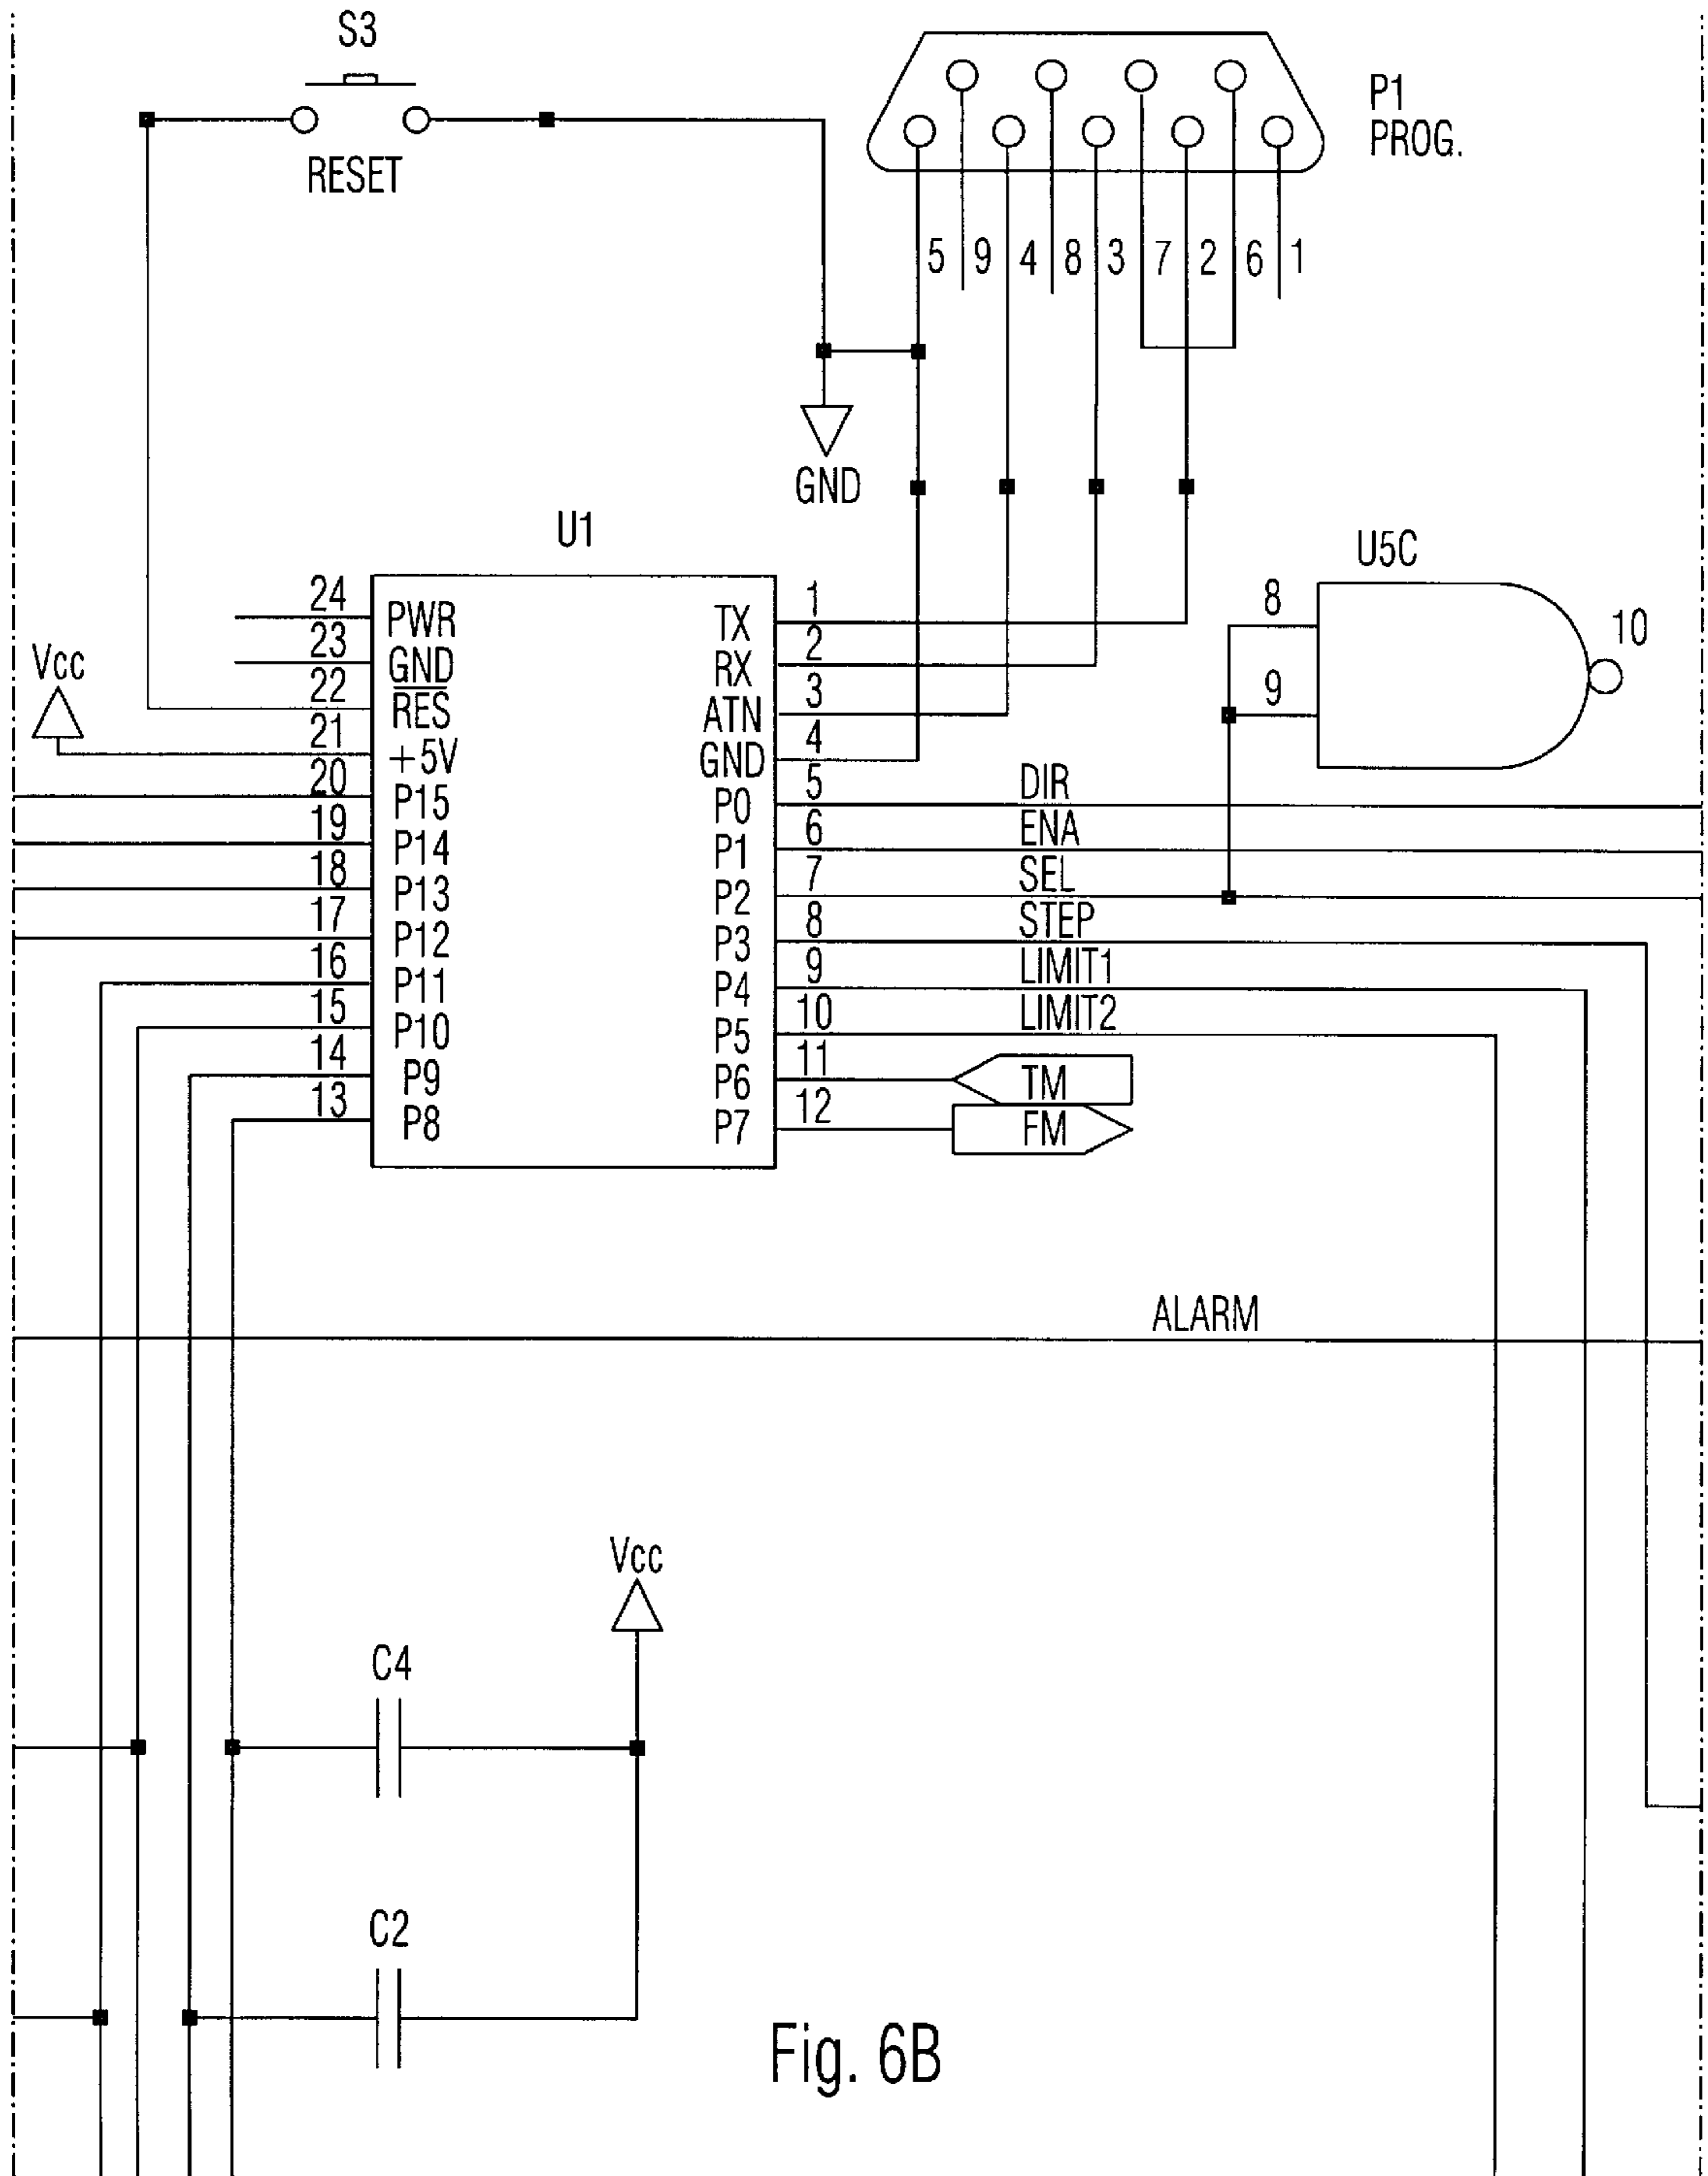 S3
RESET
P1
PROG.
5 9 4 8 3 7 2 6 1
GND
U1
U5C
8
9
10
Vcc
24 PWR
23 GND
22 RES
21 +5V
20 P15
19 P14
18 P13
17 P12
16 P11
15 P10
14 P9
13 P8
TX 1
RX 2
ATN 3
GND 4
P0 5 DIR
P1 6 ENA
P2 7 SEL
P3 8 STEP
P4 9 LIMIT1
P5 10 LIMIT2
P6 11 TM
P7 12 FM
ALARM
Vcc
C4
C2
Fig. 6B